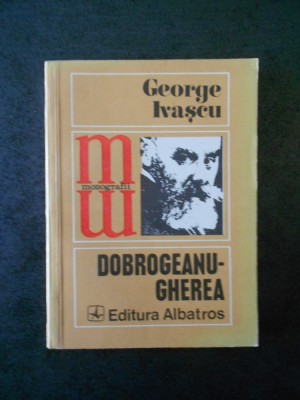 George
Ivașcu
m
monografii
m
DOBROGEANU-
GHEREA
Editura Albatros